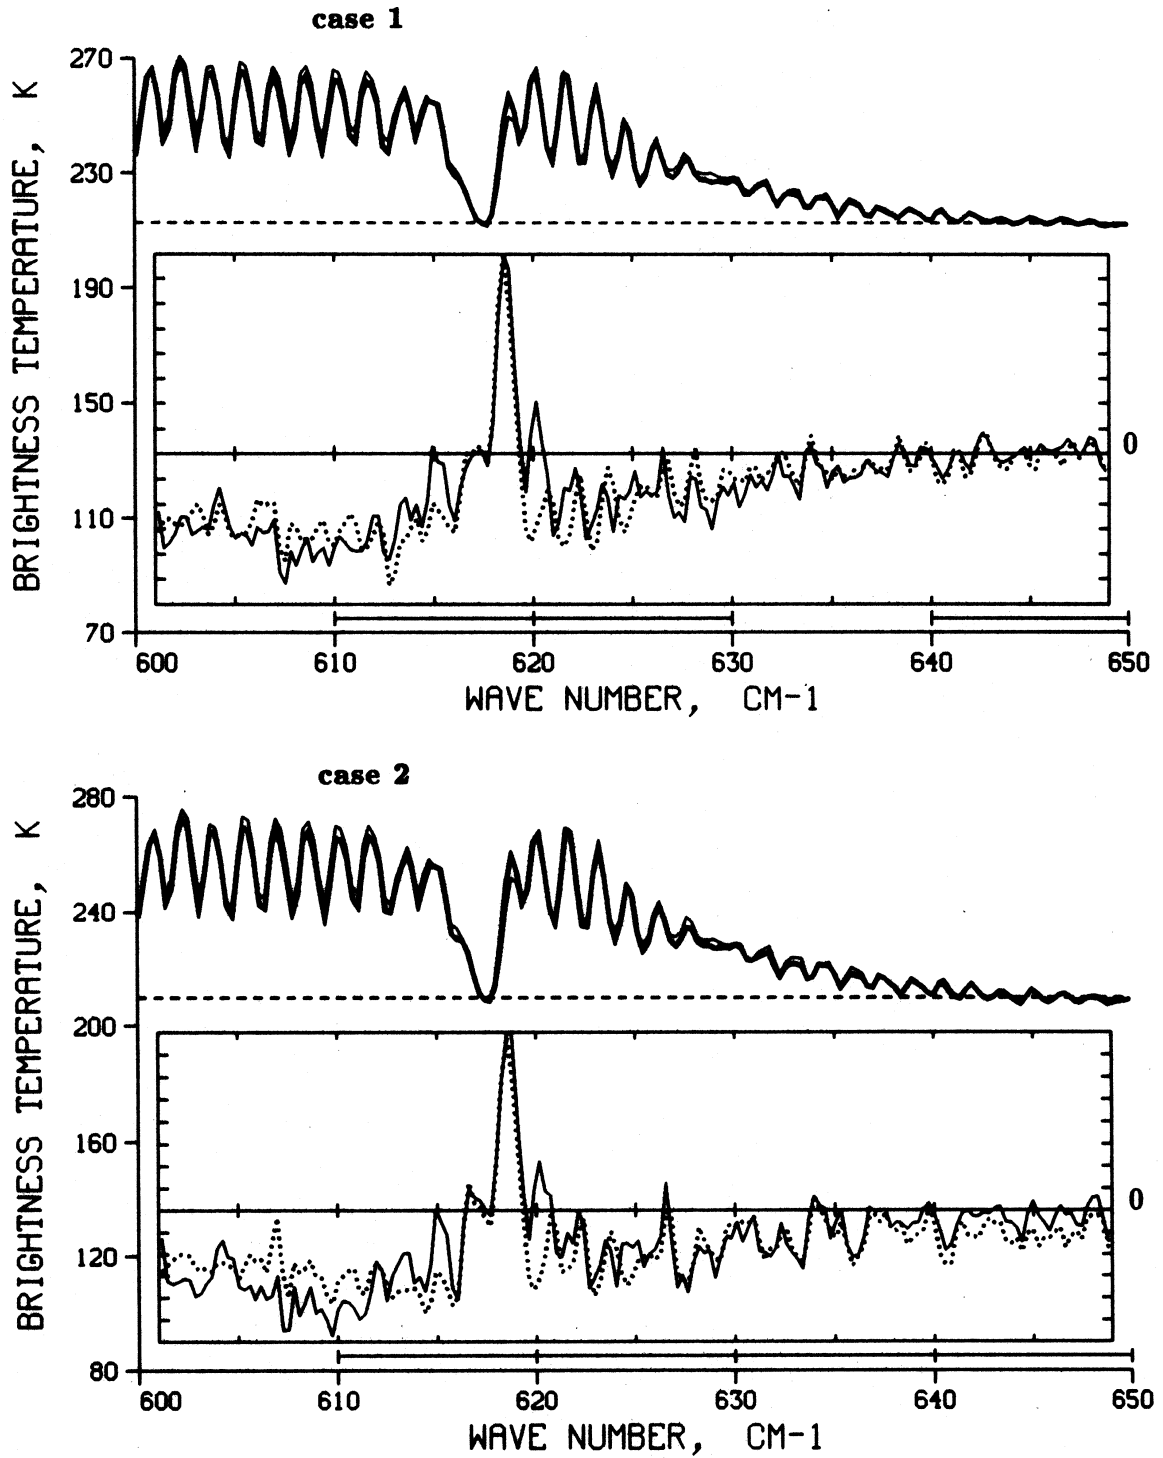 case 1
270
230
190
150
110
70
BRIGHTNESS TEMPERATURE, K
0
600 610 620 630 640 650
WAVE NUMBER, CM-1
case 2
280
240
200
160
120
80
BRIGHTNESS TEMPERATURE, K
0
600 610 620 630 640 650
WAVE NUMBER, CM-1